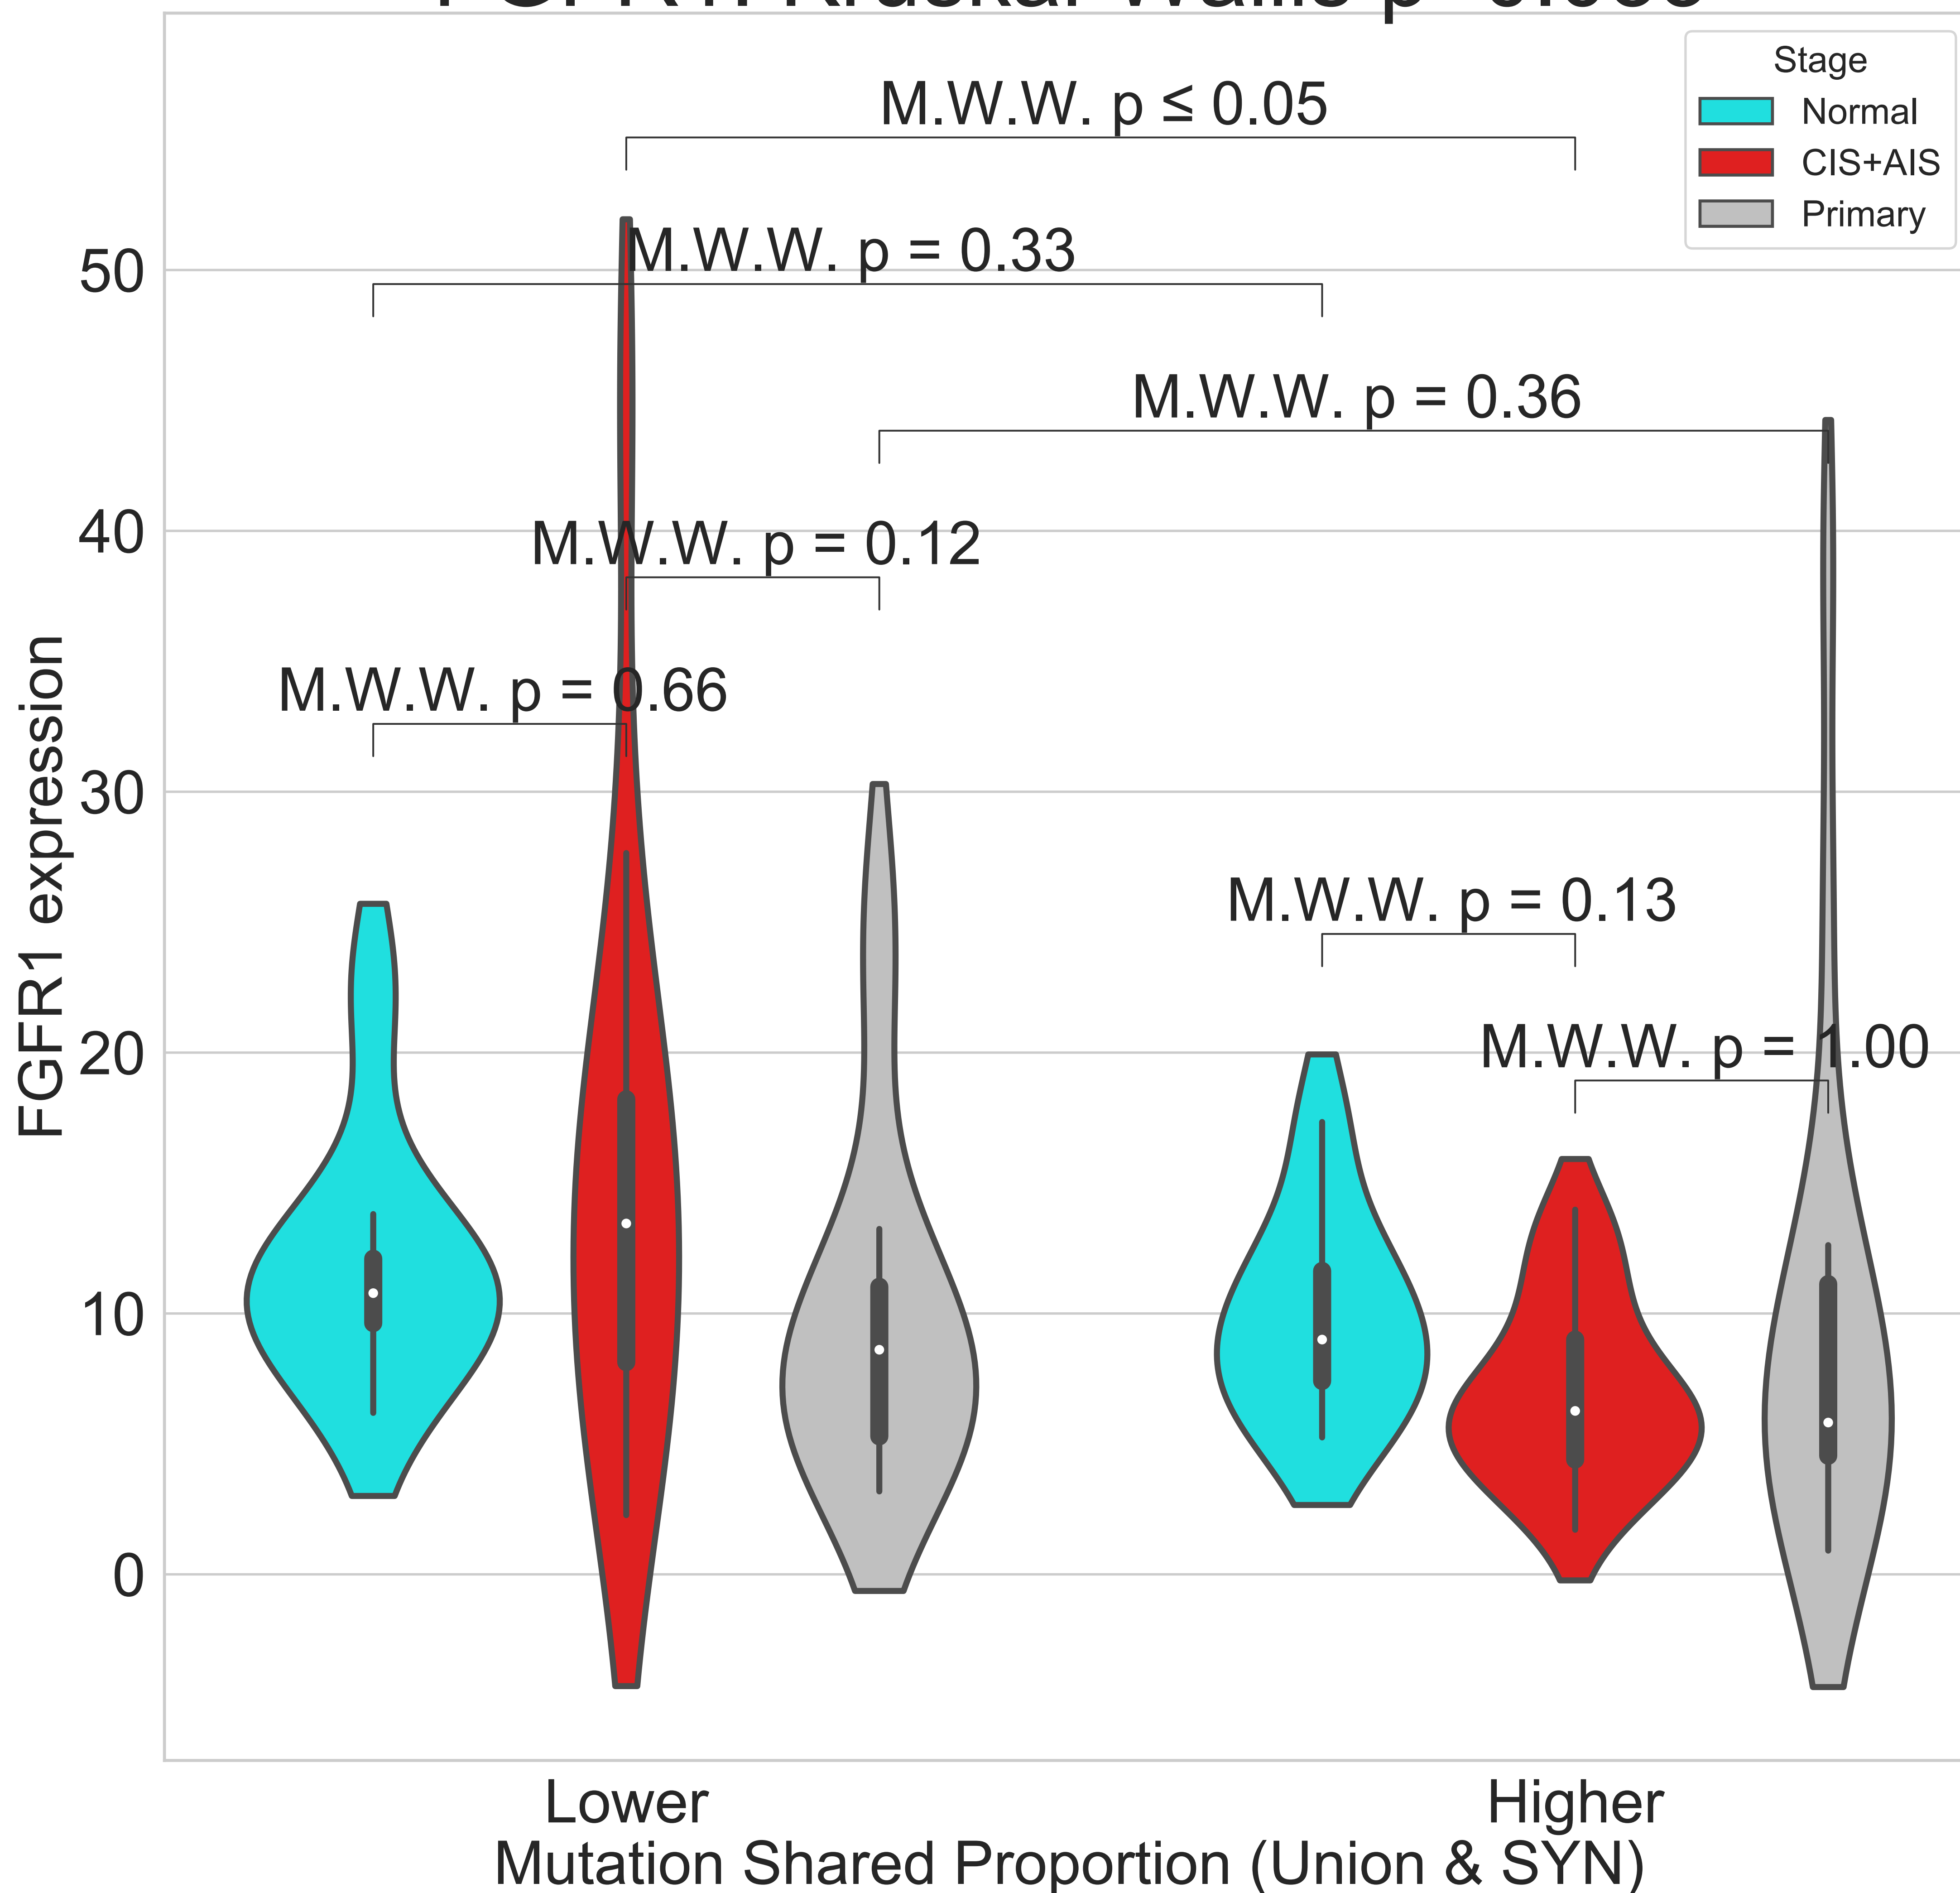 Stage
Normal
CIS+AIS
Primary
M.W.W. p ≤ 0.05
M.W.W. p = 0.33
M.W.W. p = 0.36
M.W.W. p = 0.12
M.W.W. p = 0.66
M.W.W. p = 0.13
M.W.W. p = 1.00
FGFR1 expression
50
40
30
20
10
0
Lower
Higher
Mutation Shared Proportion (Union & SYN)